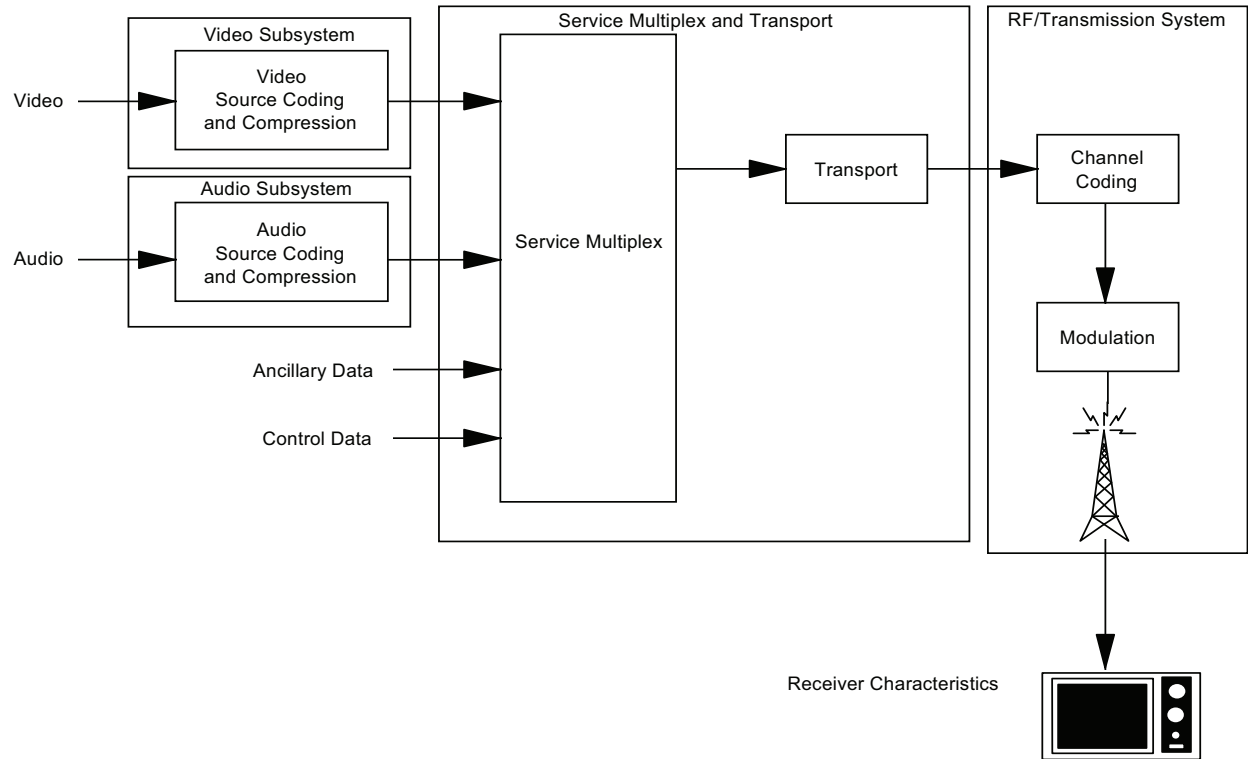 Video Subsystem
Video
Video
Source Coding
and Compression
Audio Subsystem
Audio
Audio
Source Coding
and Compression
Ancillary Data
Control Data
Service Multiplex and Transport
Service Multiplex
Transport
RF/Transmission System
Channel
Coding
Modulation
Receiver Characteristics